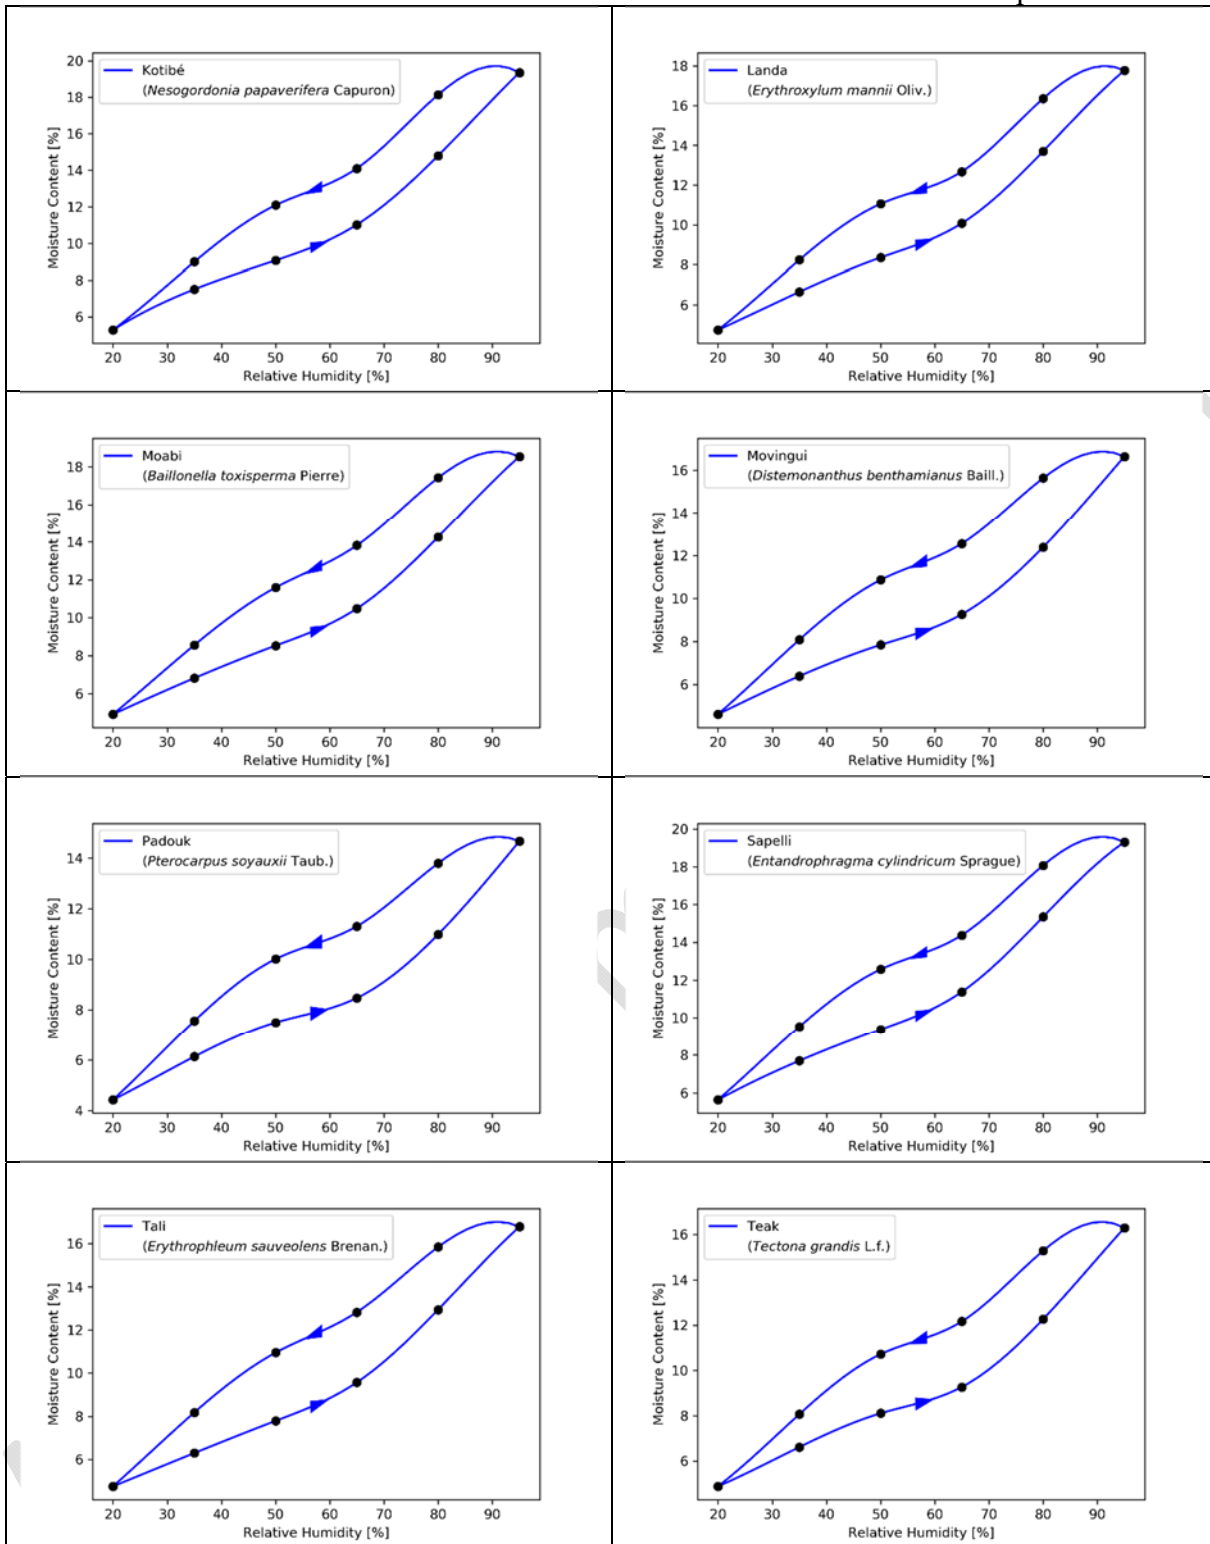 Kotibé
(Nesogordonia papaverifera Capuron)
20
18
16
14
12
10
8
6
Moisture Content [%]
20 30 40 50 60 70 80 90
Relative Humidity [%]
Landa
(Erythroxylum mannii Oliv.)
18
16
14
12
10
8
6
Moisture Content [%]
20 30 40 50 60 70 80 90
Relative Humidity [%]
Moabi
(Baillonella toxisperma Pierre)
18
16
14
12
10
8
6
Moisture Content [%]
20 30 40 50 60 70 80 90
Relative Humidity [%]
Movingui
(Distemonanthus benthamianus Baill.)
16
14
12
10
8
6
Moisture Content [%]
20 30 40 50 60 70 80 90
Relative Humidity [%]
Padouk
(Pterocarpus soyauxii Taub.)
14
12
10
8
6
4
Moisture Content [%]
20 30 40 50 60 70 80 90
Relative Humidity [%]
Sapelli
(Entandrophragma cylindricum Sprague)
20
18
16
14
12
10
8
6
Moisture Content [%]
20 30 40 50 60 70 80 90
Relative Humidity [%]
Tali
(Erythrophleum sauveolens Brenan.)
16
14
12
10
8
6
Moisture Content [%]
20 30 40 50 60 70 80 90
Relative Humidity [%]
Teak
(Tectona grandis L.f.)
16
14
12
10
8
6
Moisture Content [%]
20 30 40 50 60 70 80 90
Relative Humidity [%]